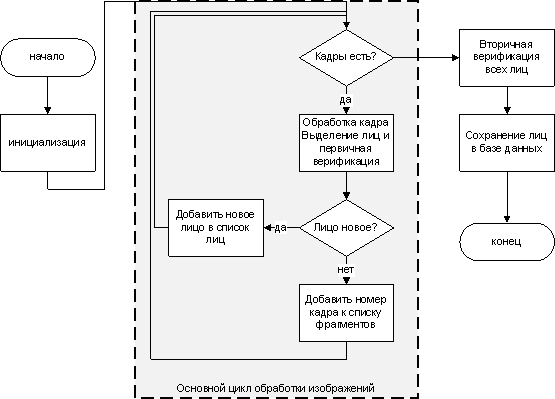 начало
инициализация
Кадры есть?
да
Обработка кадра
Выделение лиц и
первичная
верификация
Лицо новое?
да
Добавить новое
лицо в список
лиц
нет
Добавить номер
кадра к списку
фрагментов
Основной цикл обработки изображений
Вторичная
верификация
всех лиц
Сохранение лиц
в базе данных
конец